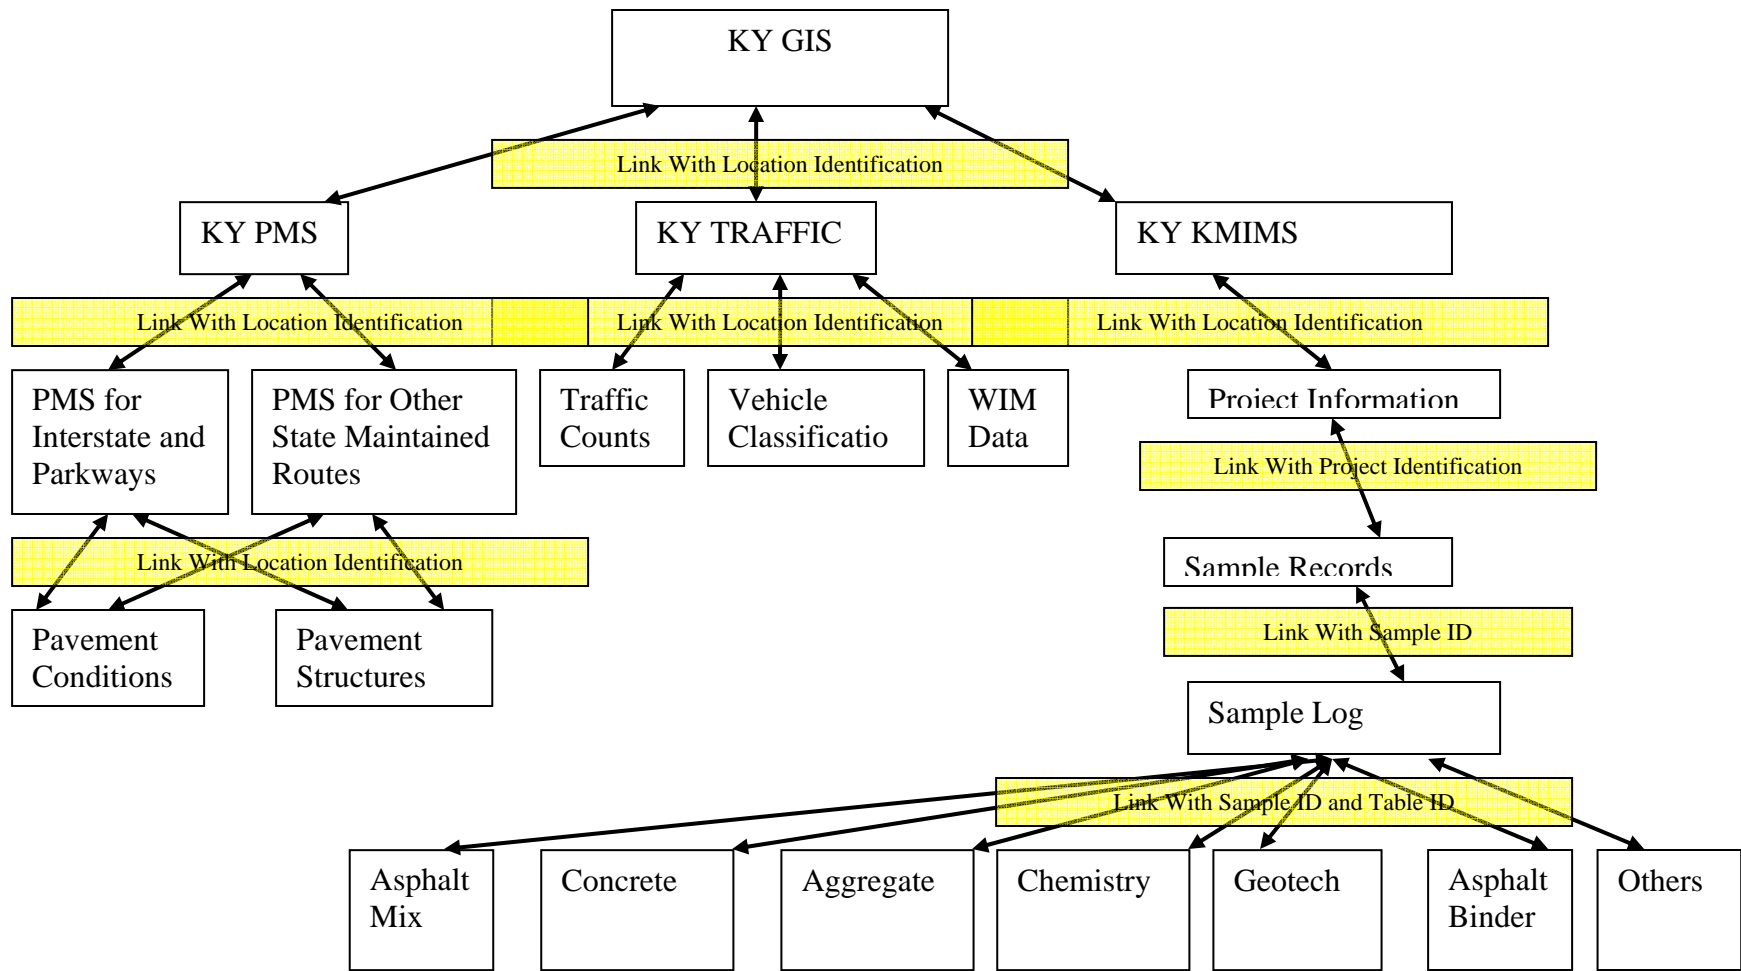 KY GIS
Link With Location Identification
KY PMS
KY TRAFFIC
KY KMIMS
Link With Location Identification
Link With Location Identification
Link With Location Identification
PMS for
Interstate and
Parkways
PMS for Other
State Maintained
Routes
Traffic
Counts
Vehicle
Classificatio
WIM
Data
Project Information
Link With Project Identification
Link With Location Identification
Sample Records
Pavement
Conditions
Pavement
Structures
Link With Sample ID
Sample Log
Link With Sample ID and Table ID
Asphalt
Mix
Concrete
Aggregate
Chemistry
Geotech
Asphalt
Binder
Others